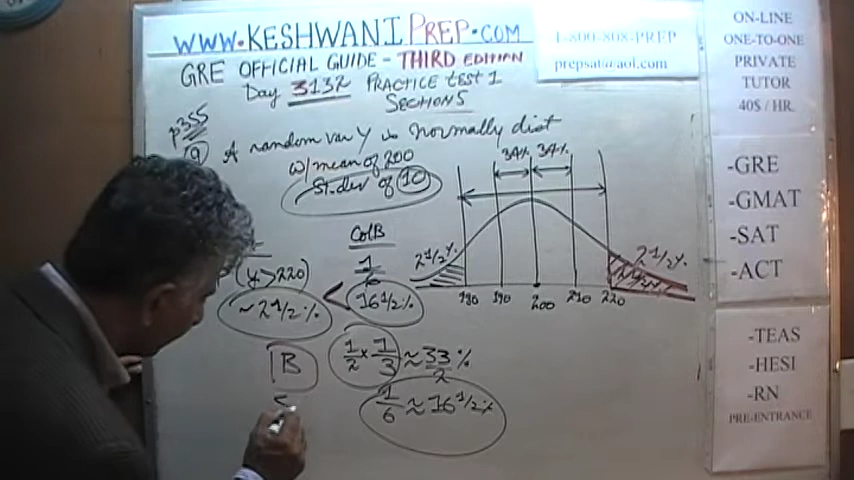 www.KESHWANIPREP.COM
GRE OFFICIAL GUIDE - THIRD EDITION
Day 3132 PRACTICE TEST 1
SECTION 5
1-800-808-PREP
prepsat@aol.com
p355
9 A random var Y is normally dist
w/ mean of 200
St. dev of 10
34% 34%
Col B
1/6
P(Y>220)
~ 2 1/2 % < 16 1/2 %
2 1/2 %
2 1/2 %
180 190 200 210 220
B
1/2 × 1/3 ≈ 33/2 %
1/6 ≈ 16 1/2 %
ON-LINE
ONE-TO-ONE
PRIVATE
TUTOR
40$ / HR.
-GRE
-GMAT
-SAT
-ACT
-TEAS
-HESI
-RN
PRE-ENTRANCE